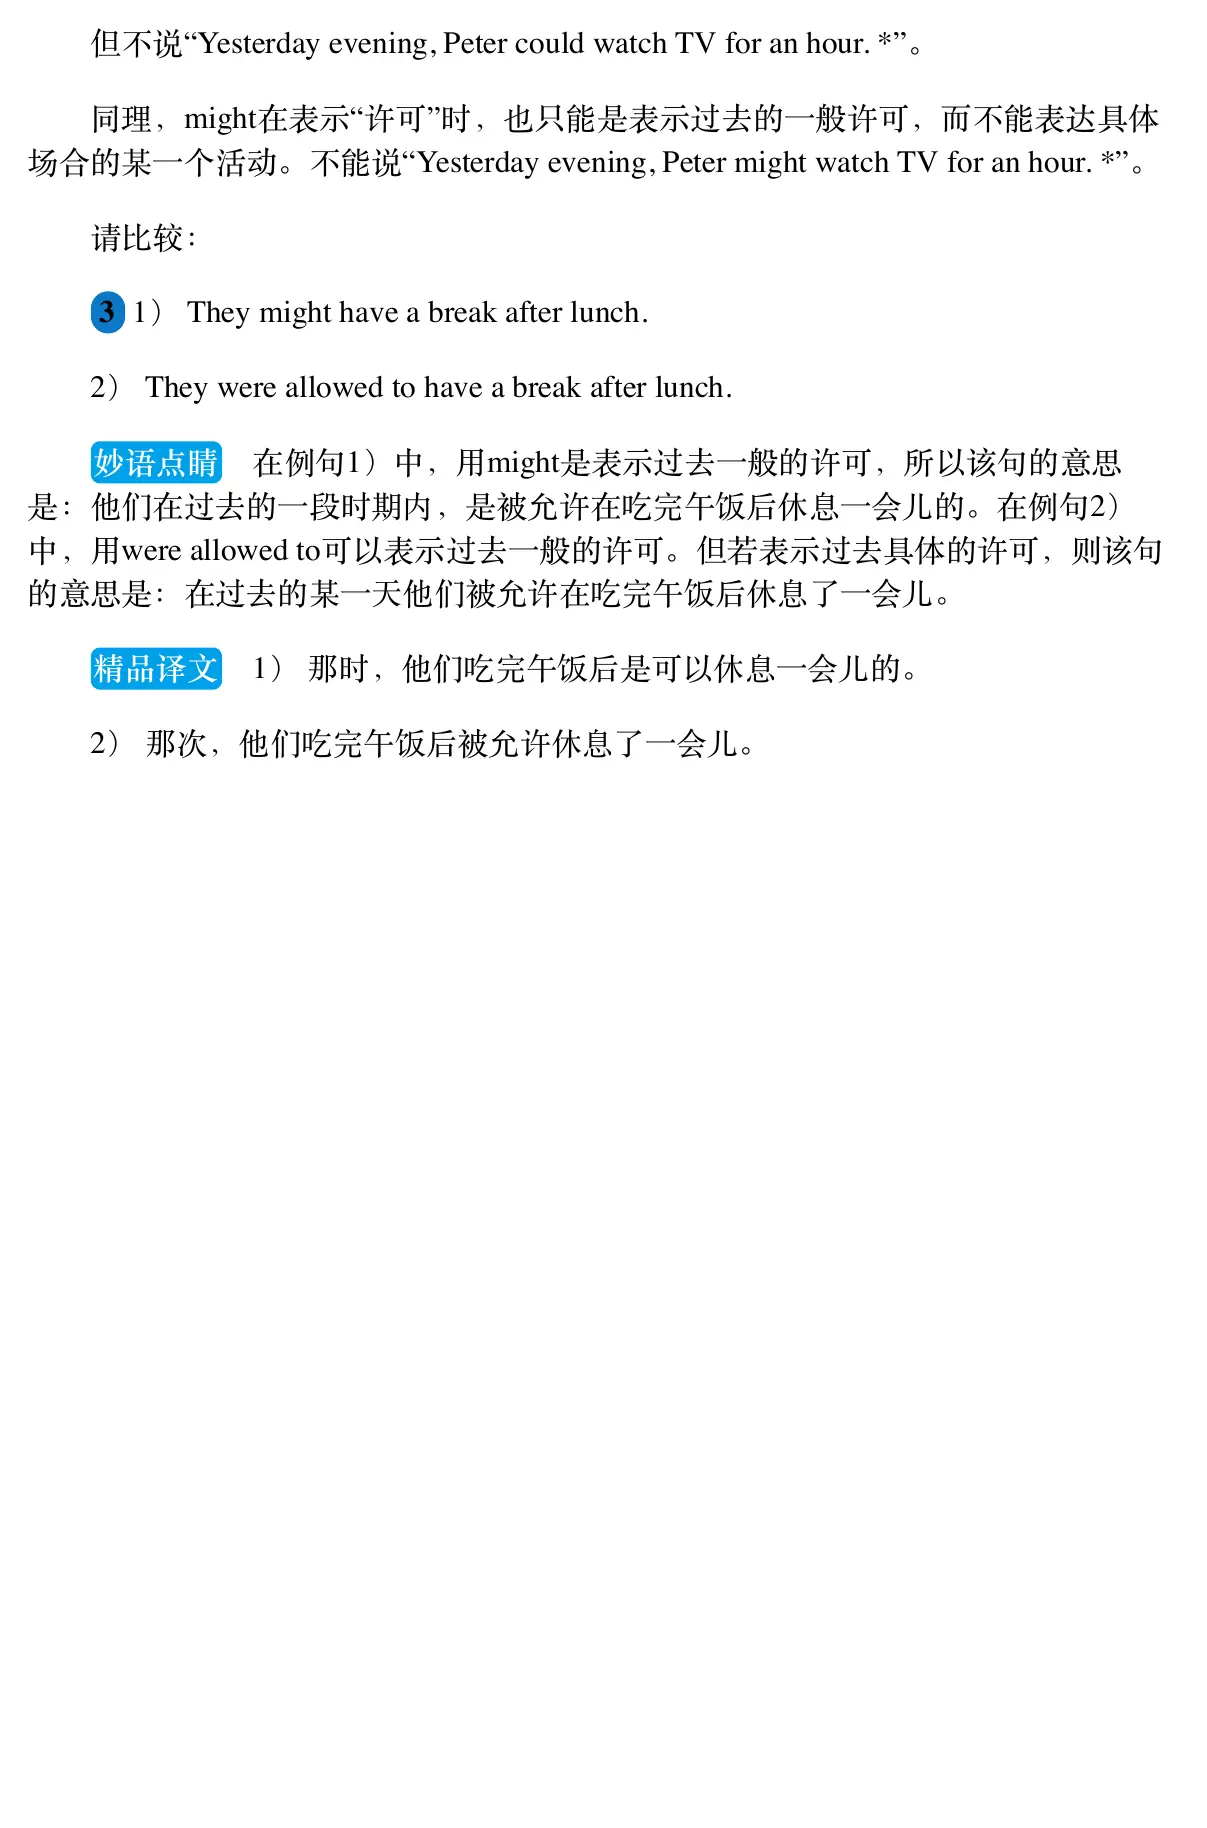 但不说“Yesterday evening, Peter could watch TV for an hour. *”。
同理，might在表示“许可”时，也只能是表示过去的一般许可，而不能表达具体
场合的某一个活动。不能说“Yesterday evening, Peter might watch TV for an hour. *”。
请比较：
3 1） They might have a break after lunch.
2） They were allowed to have a break after lunch.
妙语点睛 在例句1）中，用might是表示过去一般的许可，所以该句的意思
是：他们在过去的一段时期内，是被允许在吃完午饭后休息一会儿的。在例句2）
中，用were allowed to可以表示过去一般的许可。但若表示过去具体的许可，则该句
的意思是：在过去的某一天他们被允许在吃完午饭后休息了一会儿。
精品译文 1） 那时，他们吃完午饭后是可以休息一会儿的。
2） 那次，他们吃完午饭后被允许休息了一会儿。